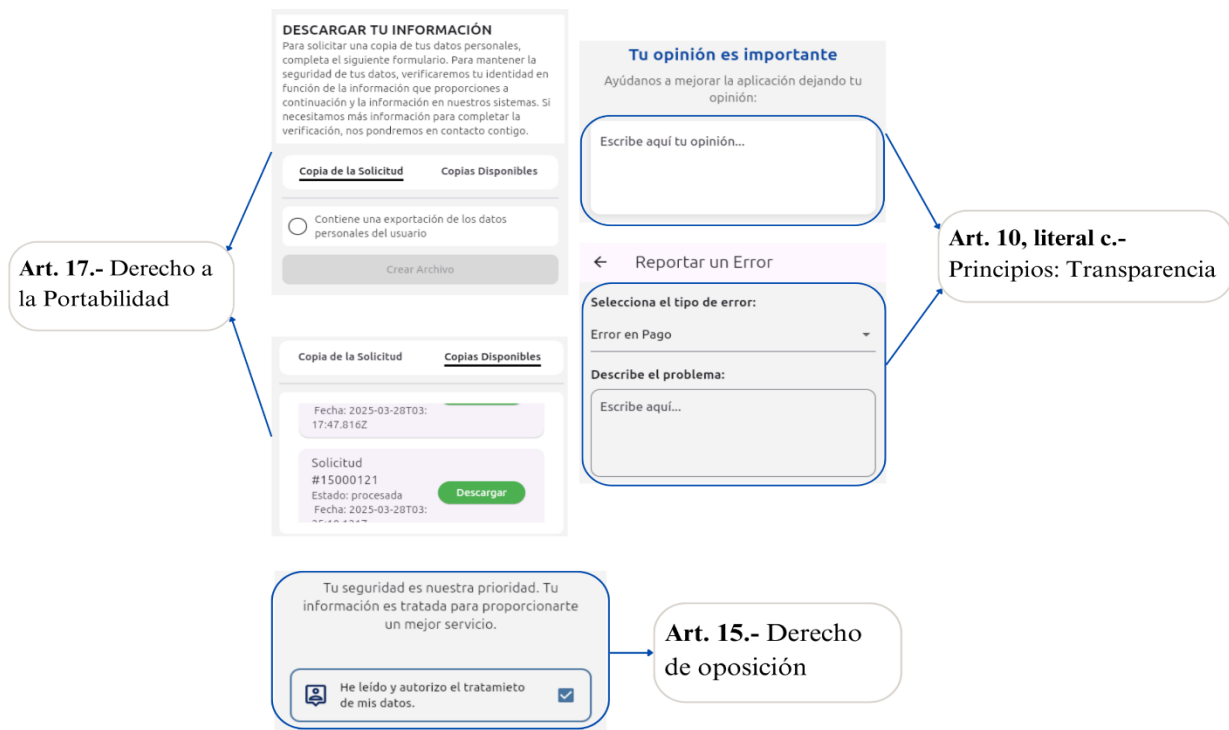 DESCARGAR TU INFORMACIÓN
Para solicitar una copia de tus datos personales,
completa el siguiente formulario. Para mantener la
seguridad de tus datos, verificaremos tu identidad en
función de la información que proporciones a
continuación y la información en nuestros sistemas. Si
necesitamos más información para completar la
verificación, nos pondremos en contacto contigo.
Copia de la Solicitud Copias Disponibles
Contiene una exportación de los datos
personales del usuario
Crear Archivo
Tu opinión es importante
Ayúdanos a mejorar la aplicación dejando tu
opinión:
Escribe aquí tu opinión...
Art. 17.- Derecho a
la Portabilidad
Art. 10, literal c.-
Principios: Transparencia
← Reportar un Error
Selecciona el tipo de error:
Error en Pago
Describe el problema:
Escribe aquí...
Copia de la Solicitud Copias Disponibles
Fecha: 2025-03-28T03:
17:47.816Z
Solicitud
#15000121
Estado: procesada
Descargar
Fecha: 2025-03-28T03:
Tu seguridad es nuestra prioridad. Tu
información es tratada para proporcionarte
un mejor servicio.
He leído y autorizo el tratamieto
de mis datos.
Art. 15.- Derecho
de oposición